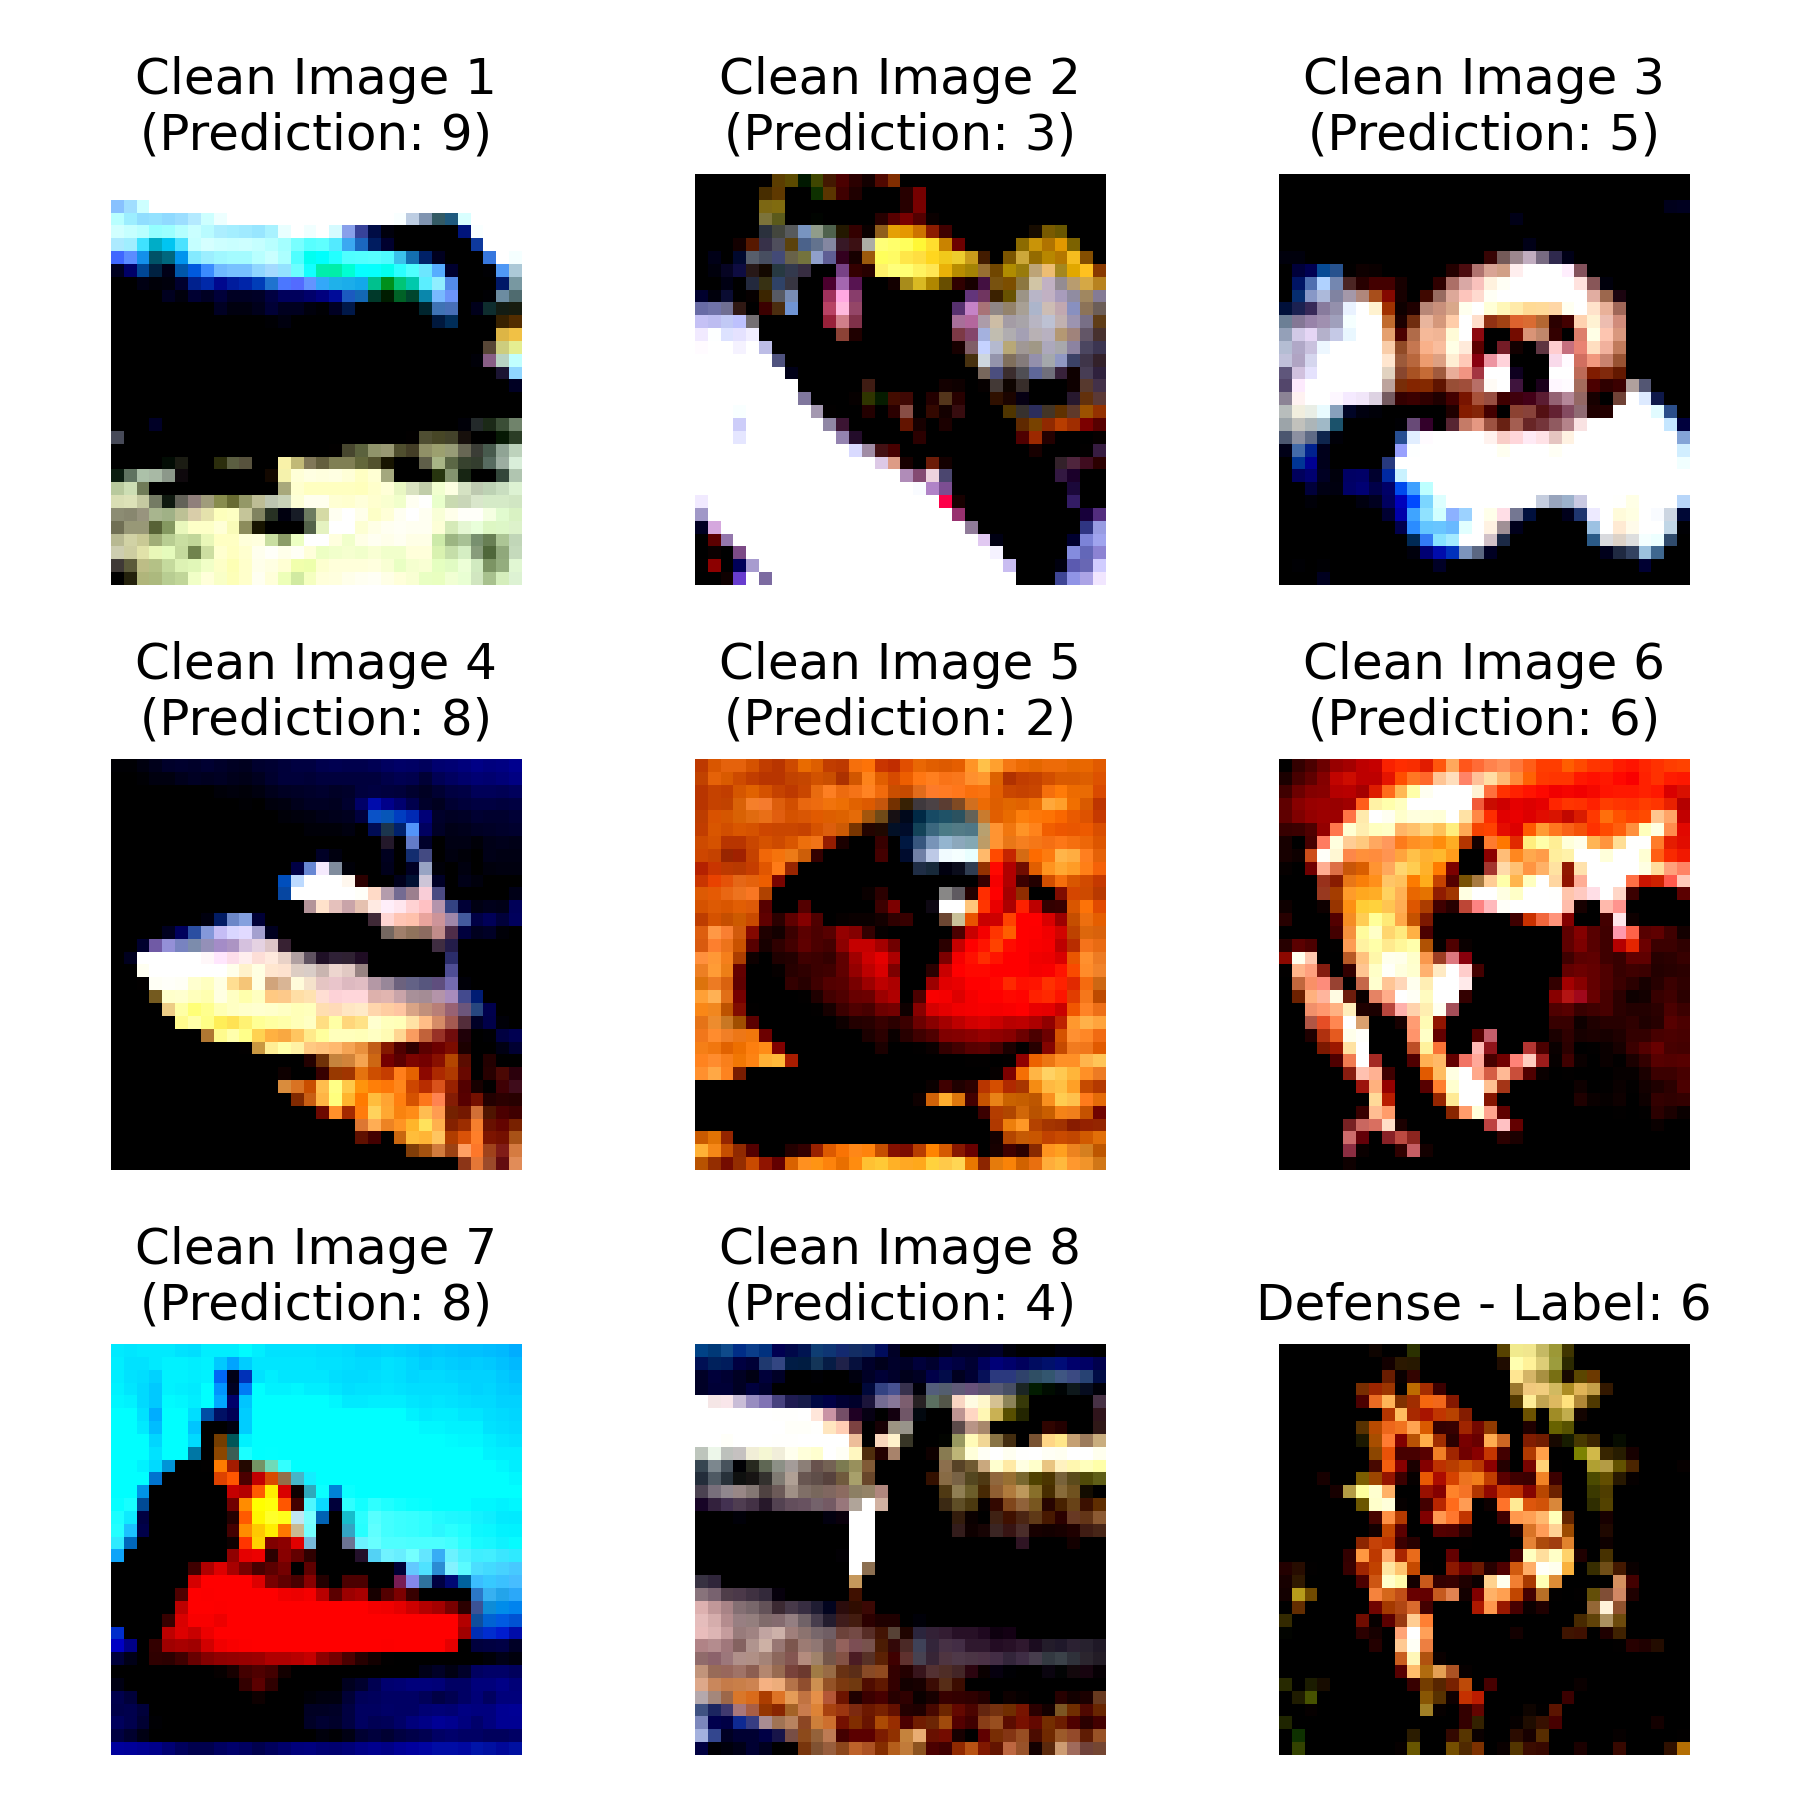 Clean Image 1
(Prediction: 9)
Clean Image 2
(Prediction: 3)
Clean Image 3
(Prediction: 5)
Clean Image 4
(Prediction: 8)
Clean Image 5
(Prediction: 2)
Clean Image 6
(Prediction: 6)
Clean Image 7
(Prediction: 8)
Clean Image 8
(Prediction: 4)
Defense - Label: 6